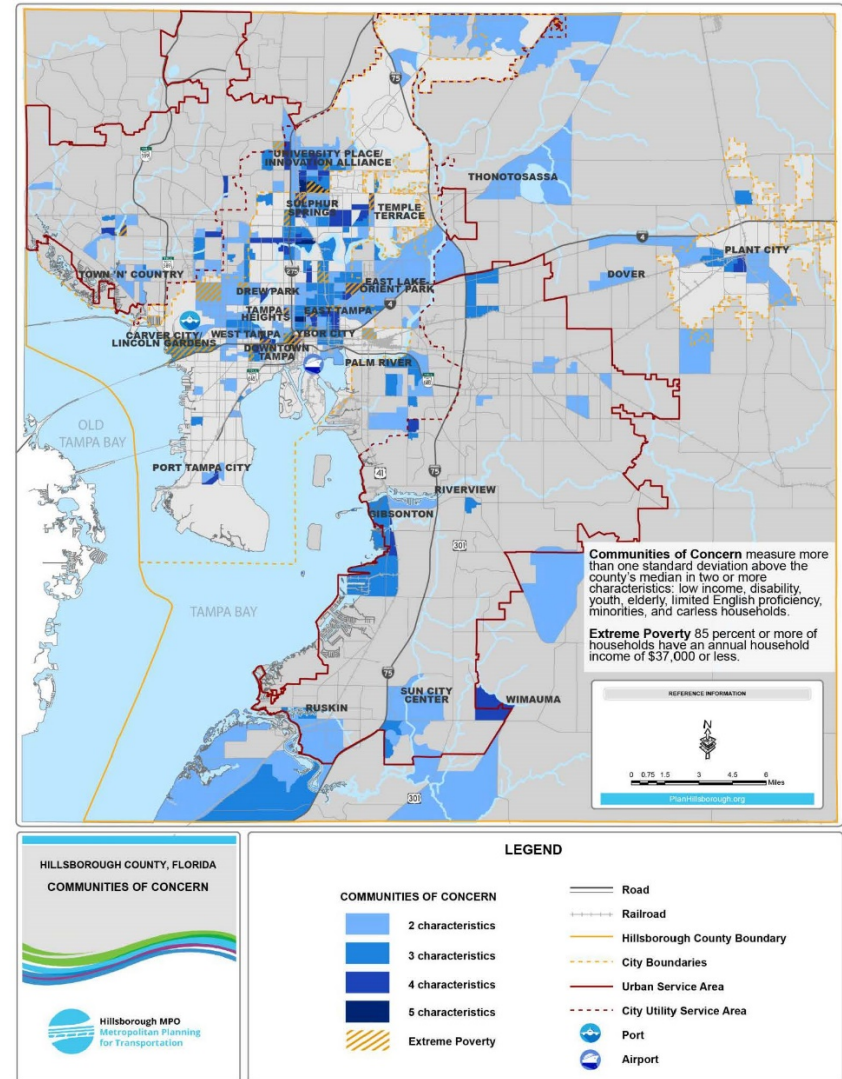 75
UNIVERSITY PLACE/
INNOVATION ALLIANCE
THONOTOSASSA
SULPHUR
SPRINGS
TEMPLE
TERRACE
4
PLANT CITY
TOWN 'N' COUNTRY
275
DOVER
DREW PARK
EAST LAKE-
ORIENT PARK
TAMPA
HEIGHTS
EAST TAMPA
4
CARVER CITY/
LINCOLN GARDENS
WEST TAMPA
YBOR CITY
DOWNTOWN
TAMPA
PALM RIVER
OLD
TAMPA BAY
PORT TAMPA CITY
41
75
RIVERVIEW
GIBSONTON
301
Communities of Concern measure more
than one standard deviation above the
county's median in two or more
characteristics: low income, disability,
youth, elderly, limited English proficiency,
minorities, and carless households.
Extreme Poverty 85 percent or more of
households have an annual household
income of $37,000 or less.
TAMPA BAY
75
SUN CITY
CENTER
WIMAUMA
RUSKIN
301
REFERENCE INFORMATION
N
0 0.75 1.5 3 4.5 6
Miles
PlanHillsborough.org
HILLSBOROUGH COUNTY, FLORIDA
COMMUNITIES OF CONCERN
Hillsborough MPO
Metropolitan Planning
for Transportation
LEGEND
COMMUNITIES OF CONCERN
2 characteristics
3 characteristics
4 characteristics
5 characteristics
Extreme Poverty
Road
Railroad
Hillsborough County Boundary
City Boundaries
Urban Service Area
City Utility Service Area
Port
Airport